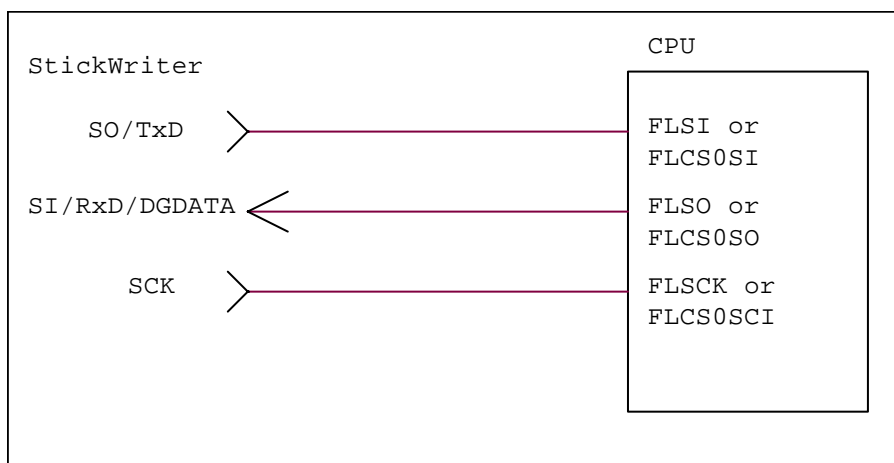 CPU
StickWriter
SO/TxD
FLSI or
FLCS0SI
SI/RxD/DGDATA
FLSO or
FLCS0SO
SCK
FLSCK or
FLCS0SCI